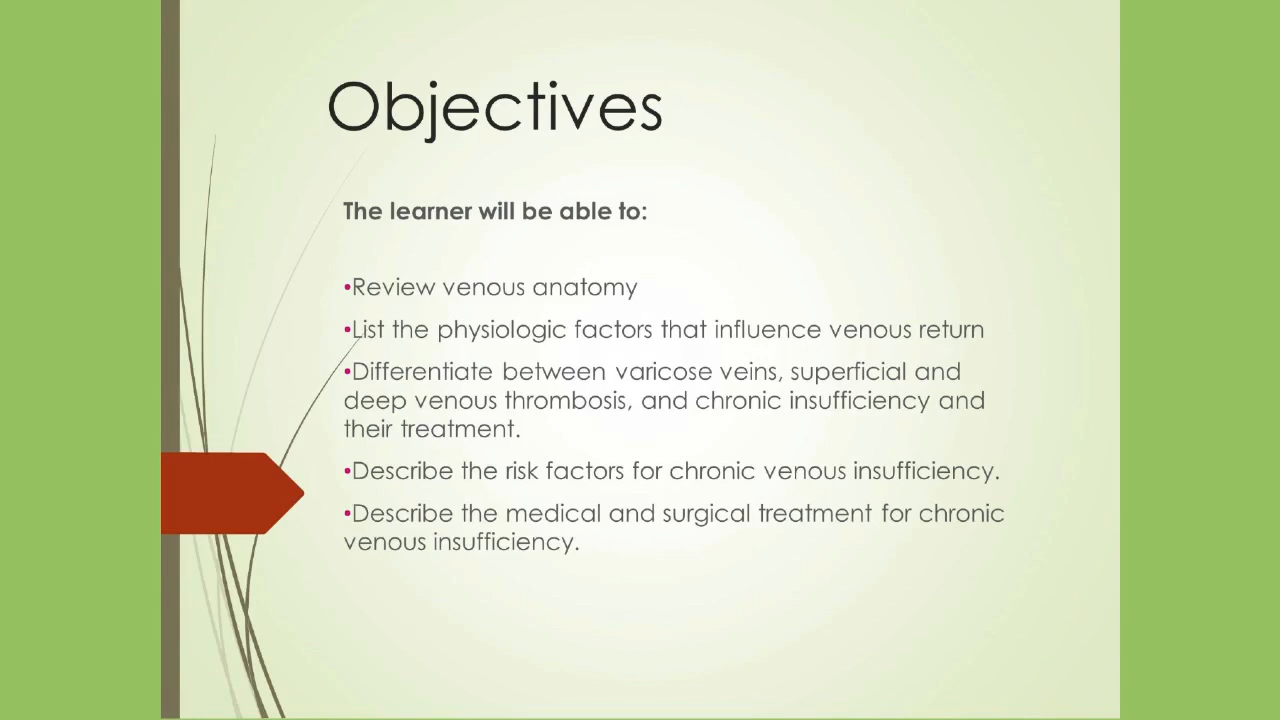 Objectives
The learner will be able to:
•Review venous anatomy
•List the physiologic factors that influence venous return
•Differentiate between varicose veins, superficial and
deep venous thrombosis, and chronic insufficiency and
their treatment.
•Describe the risk factors for chronic venous insufficiency.
•Describe the medical and surgical treatment for chronic
venous insufficiency.